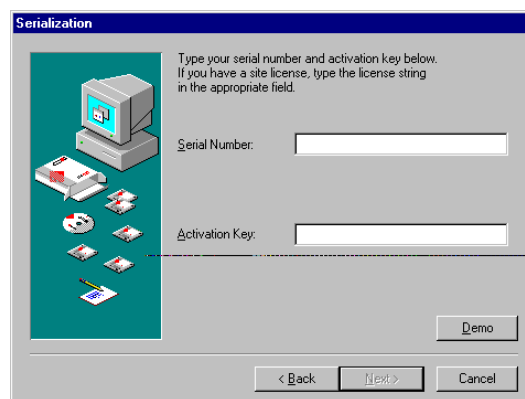 Serialization
Type your serial number and activation key below.
If you have a site license, type the license string
in the appropriate field.
Serial Number:
Activation Key:
Demo
< Back
Next >
Cancel